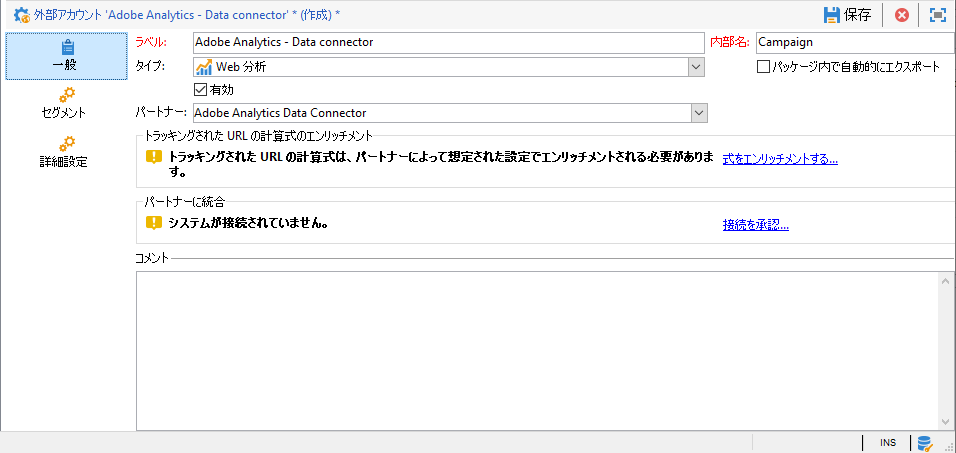 外部アカウント 'Adobe Analytics - Data connector' * (作成) *
保存
一般
セグメント
詳細設定
ラベル: Adobe Analytics - Data connector 内部名: Campaign
タイプ: Web 分析 パッケージ内で自動的にエクスポート
有効
パートナー: Adobe Analytics Data Connector
トラッキングされた URL の計算式のエンリッチメント
トラッキングされた URL の計算式は、パートナーによって想定された設定でエンリッチメントされる必要がありま
す。
式をエンリッチメントする...
パートナーに統合
システムが接続されていません。 接続を承認...
コメント
INS